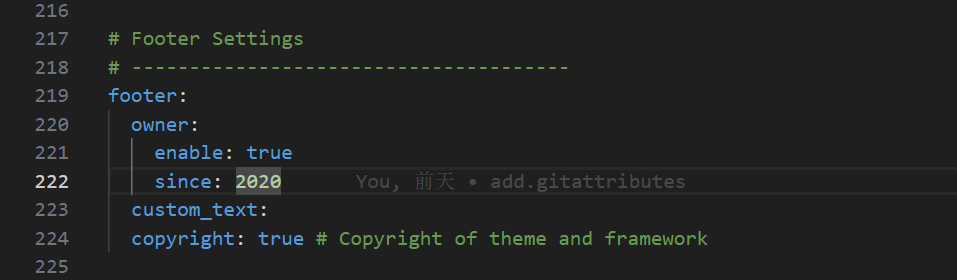 216
217 # Footer Settings
218 # --------------------------------------
219 footer:
220 owner:
221 enable: true
222 since: 2020 You, 前天 • add.gitattributes
223 custom_text:
224 copyright: true # Copyright of theme and framework
225